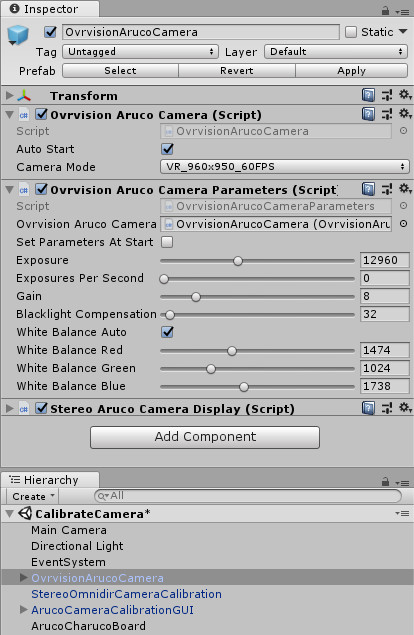 Inspector
OvrvisionArucoCamera Static
Tag Untagged Layer Default
Prefab Select Revert Apply
Transform
Ovrvision Aruco Camera (Script)
Script OvrvisionArucoCamera
Auto Start
Camera Mode VR_960x950_60FPS
Ovrvision Aruco Camera Parameters (Script)
Script OvrvisionArucoCameraParameters
Ovrvision Aruco Camera OvrvisionArucoCamera (OvrvisionAru
Set Parameters At Start
Exposure 12960
Exposures Per Second 0
Gain 8
Blacklight Compensation 32
White Balance Auto
White Balance Red 1474
White Balance Green 1024
White Balance Blue 1738
Stereo Aruco Camera Display (Script)
Add Component
Hierarchy
Create All
CalibrateCamera*
Main Camera
Directional Light
EventSystem
OvrvisionArucoCamera
StereoOmnidirCameraCalibration
ArucoCameraCalibrationGUI
ArucoCharucoBoard